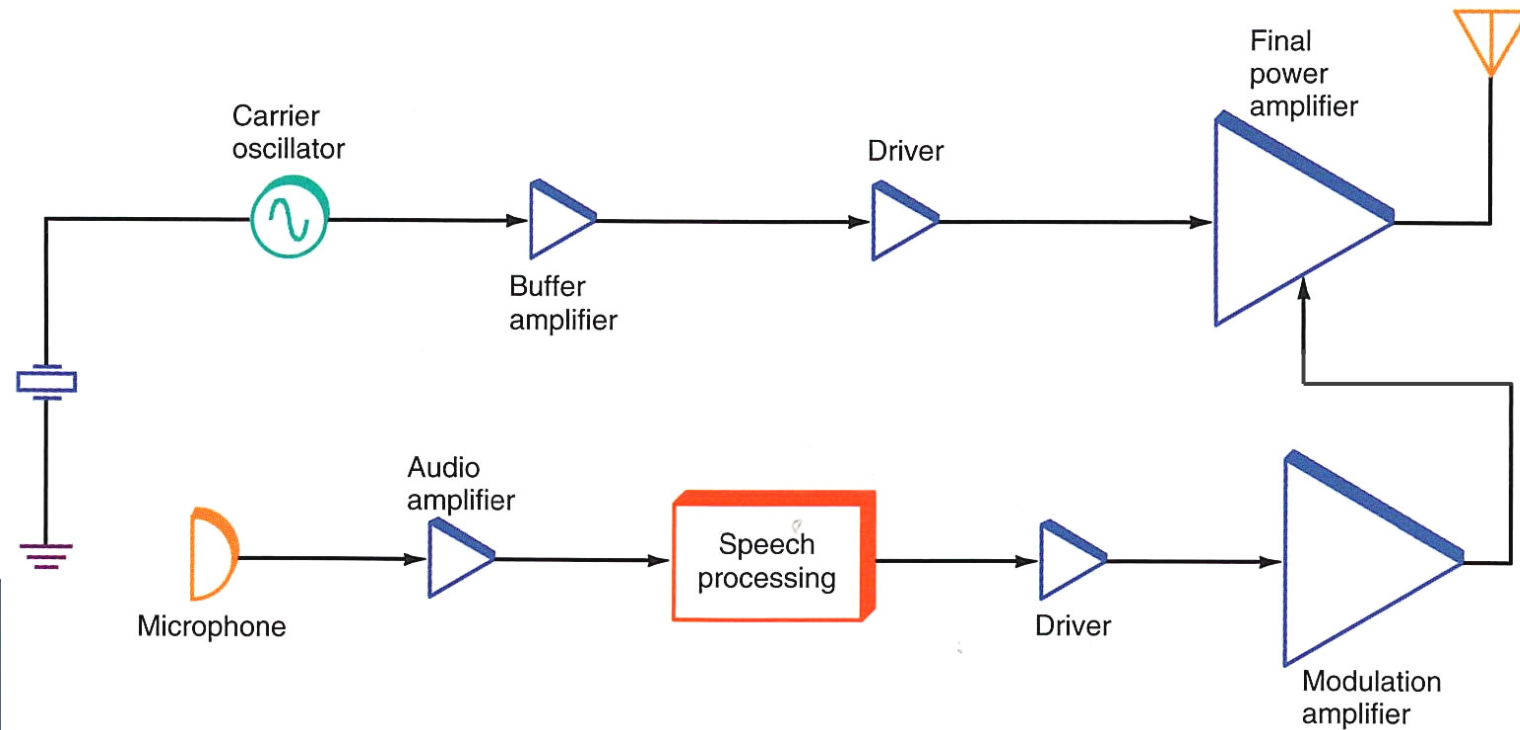 Final
power
amplifier
Carrier
oscillator
Driver
Buffer
amplifier
Audio
amplifier
Speech
processing
Microphone
Driver
Modulation
amplifier